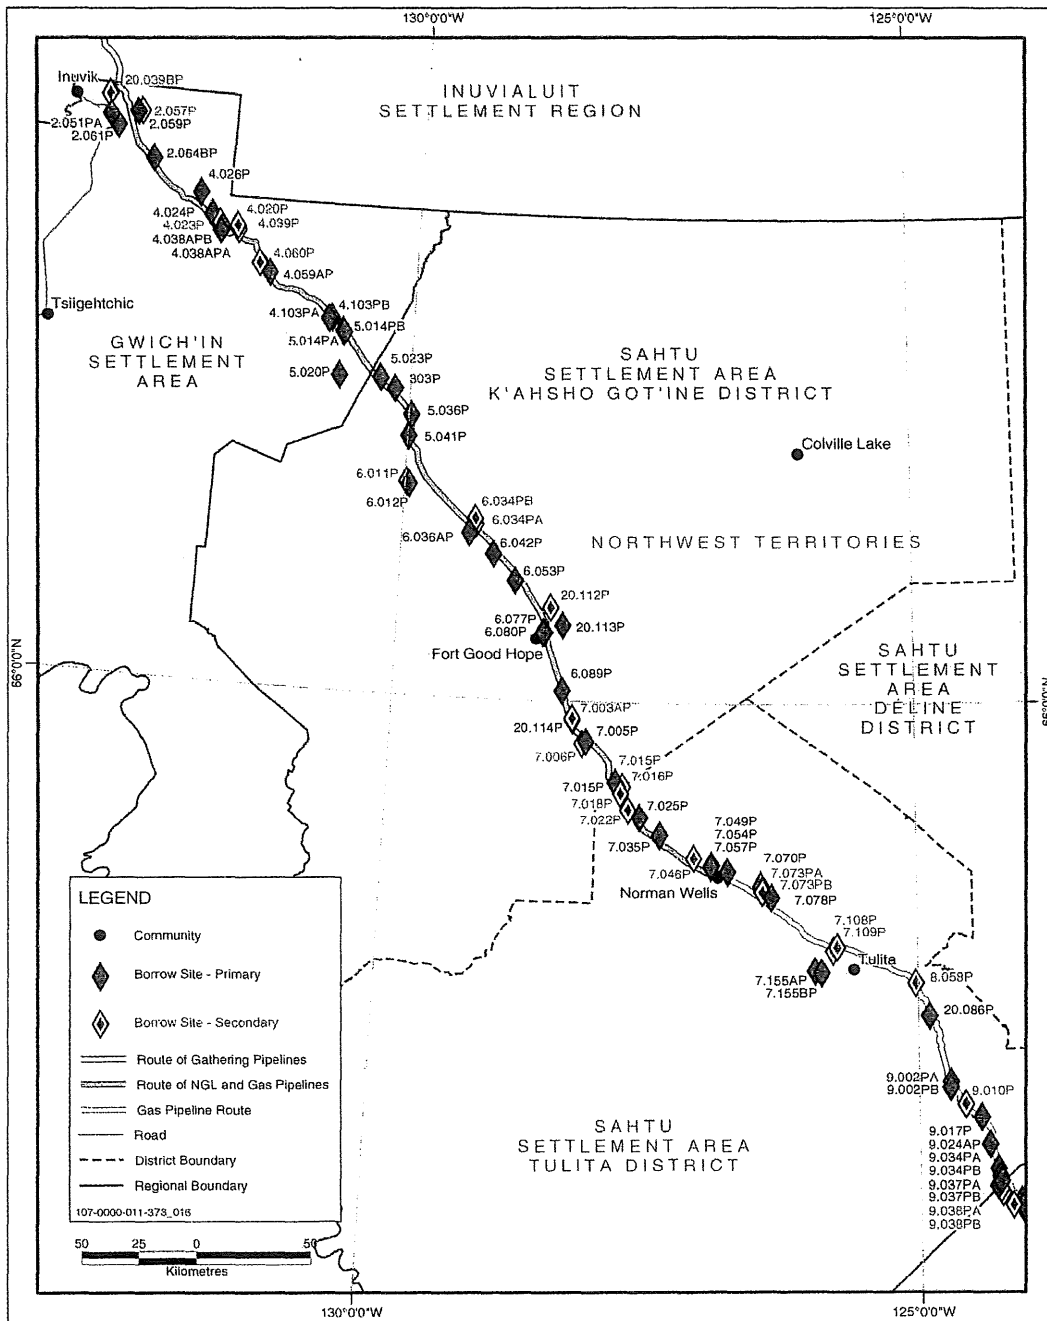 130°0'0"W
125°0'0"W
Inuvik
20.039BP
INUVIALUIT
SETTLEMENT REGION
2.057P
2.051PA
2.059P
2.061P
2.064BP
4.026P
4.024P
4.020P
4.023P
4.039P
4.038APB
4.038APA
4.060P
4.059AP
Tsiigehtchic
4.103PB
4.103PA
5.014PB
5.014PA
GWICH'IN
SETTLEMENT
AREA
5.023P
5.020P
303P
SAHTU
SETTLEMENT AREA
K'AHSHO GOT'INE DISTRICT
5.036P
5.041P
Colville Lake
6.011P
6.012P
6.034PB
6.034PA
6.036AP
6.042P
NORTHWEST TERRITORIES
6.053P
20.112P
6.077P
6.080P
20.113P
Fort Good Hope
66°0'0"N
66°0'0"N
SAHTU
SETTLEMENT
AREA
DELINE
DISTRICT
6.089P
7.003AP
20.114P
7.005P
7.006P
7.015P
7.016P
7.015P
7.018P
7.025P
7.022P
7.035P
7.049P
7.054P
7.057P
7.046P
Norman Wells
7.070P
7.073PA
7.073PB
7.078P
7.108P
7.109P
Tulita
7.155AP
7.155BP
8.058P
20.086P
9.002PA
9.002PB
9.010P
9.017P
9.024AP
9.034PA
9.034PB
9.037PA
9.037PB
9.038PA
9.038PB
SAHTU
SETTLEMENT AREA
TULITA DISTRICT
LEGEND
Community
Borrow Site - Primary
Borrow Site - Secondary
Route of Gathering Pipelines
Route of NGL and Gas Pipelines
Gas Pipeline Route
Road
District Boundary
Regional Boundary
107-0000-011-373_016
50 25 0 50
Kilometres
130°0'0"W
125°0'0"W